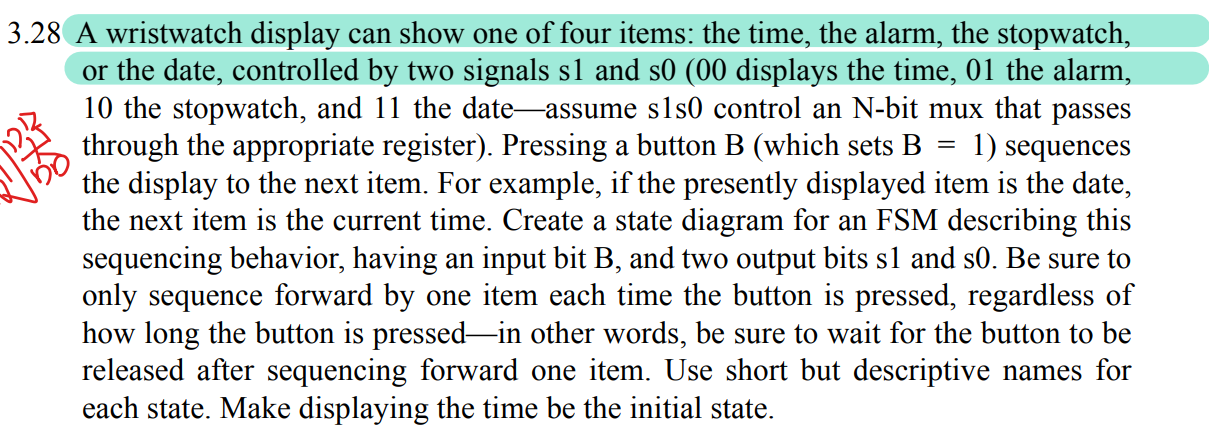 3.28 A wristwatch display can show one of four items: the time, the alarm, the stopwatch,
or the date, controlled by two signals s1 and s0 (00 displays the time, 01 the alarm,
10 the stopwatch, and 11 the date—assume s1s0 control an N-bit mux that passes
through the appropriate register). Pressing a button B (which sets B = 1) sequences
the display to the next item. For example, if the presently displayed item is the date,
the next item is the current time. Create a state diagram for an FSM describing this
sequencing behavior, having an input bit B, and two output bits s1 and s0. Be sure to
only sequence forward by one item each time the button is pressed, regardless of
how long the button is pressed—in other words, be sure to wait for the button to be
released after sequencing forward one item. Use short but descriptive names for
each state. Make displaying the time be the initial state.